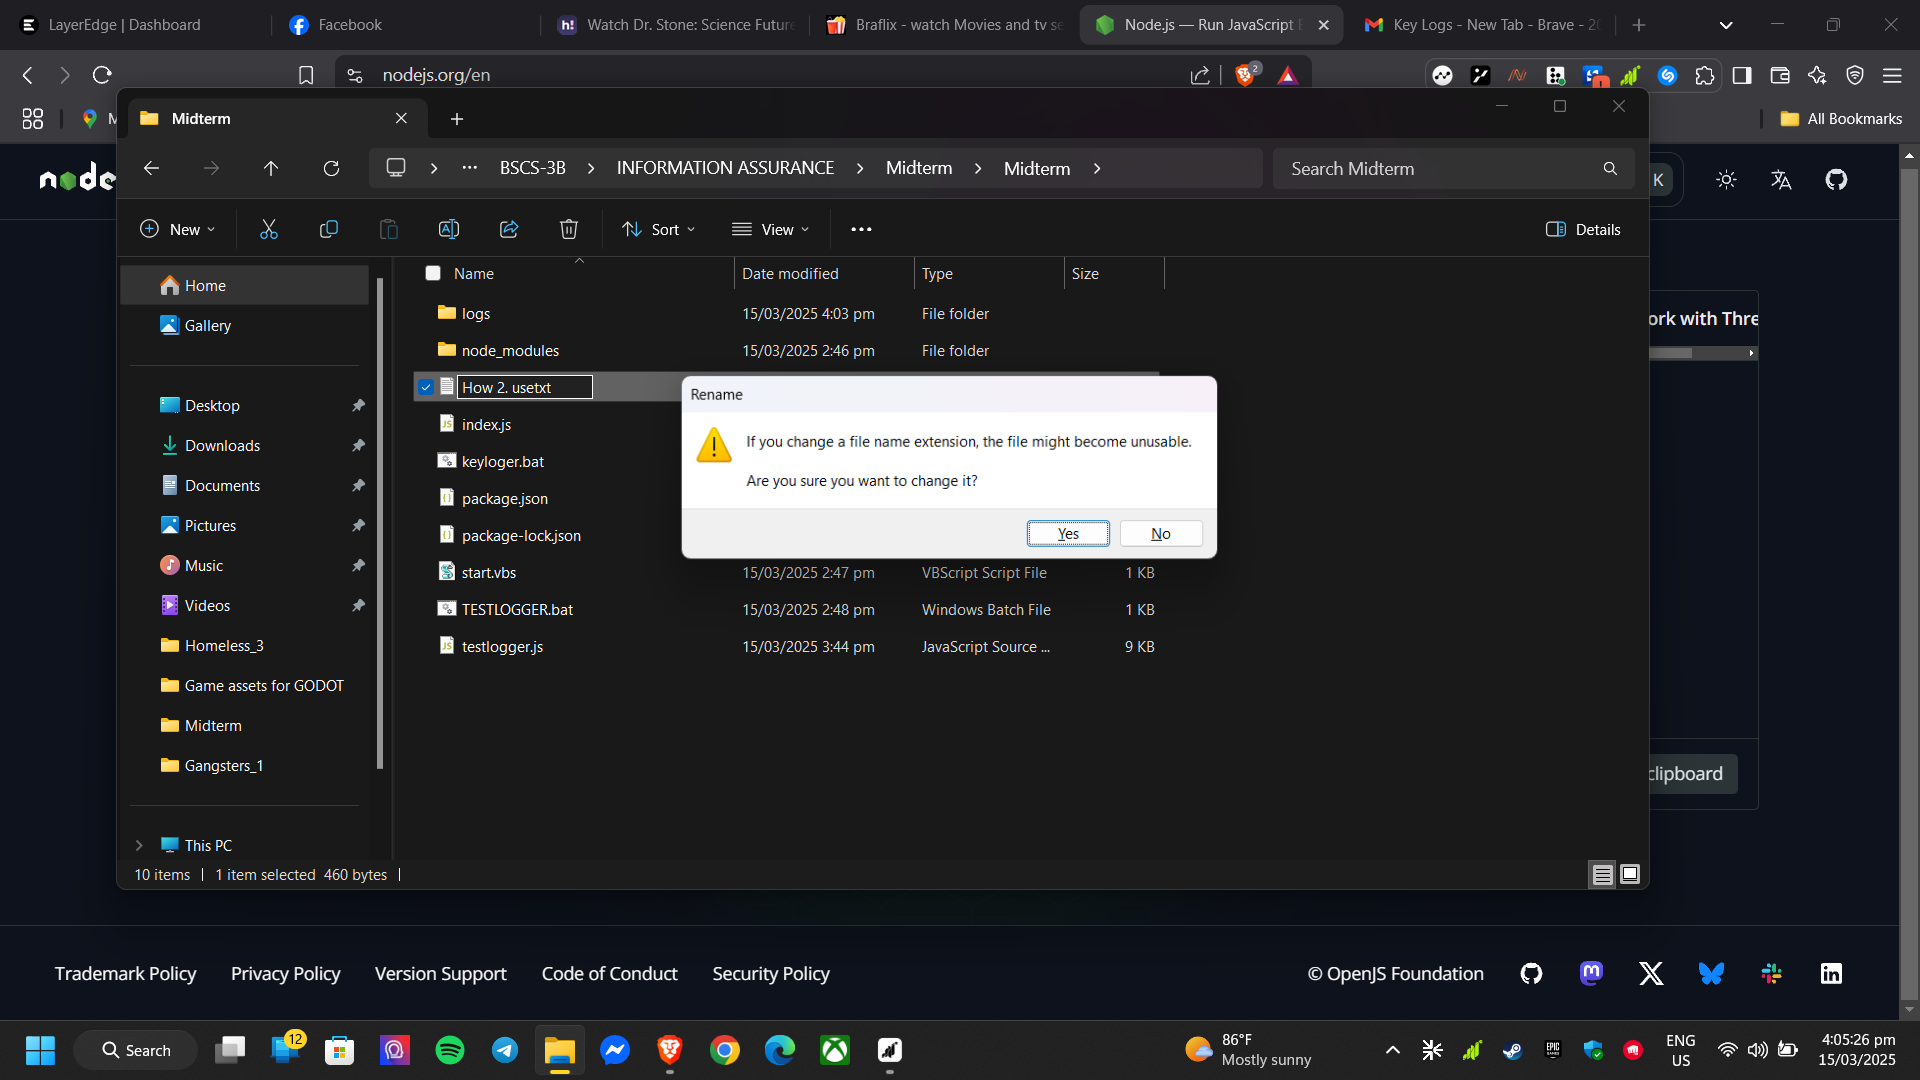 LayerEdge | Dashboard
Facebook
Watch Dr. Stone: Science Future
Braflix - watch Movies and tv se
Node.js — Run JavaScript E
Key Logs - New Tab - Brave - 20
nodejs.org/en
2
All Bookmarks
Midterm
BSCS-3B
INFORMATION ASSURANCE
Midterm
Midterm
Search Midterm
node
K
New
Sort
View
Details
Name
Date modified
Type
Size
Home
Gallery
Desktop
Downloads
Documents
Pictures
Music
Videos
Homeless_3
Game assets for GODOT
Midterm
Gangsters_1
This PC
logs 15/03/2025 4:03 pm File folder
node_modules 15/03/2025 2:46 pm File folder
How 2. usetxt
index.js
keyloger.bat
package.json
package-lock.json
start.vbs 15/03/2025 2:47 pm VBScript Script File 1 KB
TESTLOGGER.bat 15/03/2025 2:48 pm Windows Batch File 1 KB
testlogger.js 15/03/2025 3:44 pm JavaScript Source ... 9 KB
Rename
If you change a file name extension, the file might become unusable.
Are you sure you want to change it?
Yes
No
ork with Thre
clipboard
10 items
1 item selected 460 bytes
Trademark Policy
Privacy Policy
Version Support
Code of Conduct
Security Policy
© OpenJS Foundation
Search
12
86°F
Mostly sunny
ENG
US
4:05:26 pm
15/03/2025